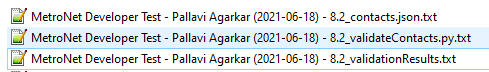 MetroNet Developer Test - Pallavi Agarkar (2021-06-18) - 8.2_contacts.json.txt
MetroNet Developer Test - Pallavi Agarkar (2021-06-18) - 8.2_validateContacts.py.txt
MetroNet Developer Test - Pallavi Agarkar (2021-06-18) - 8.2_validationResults.txt